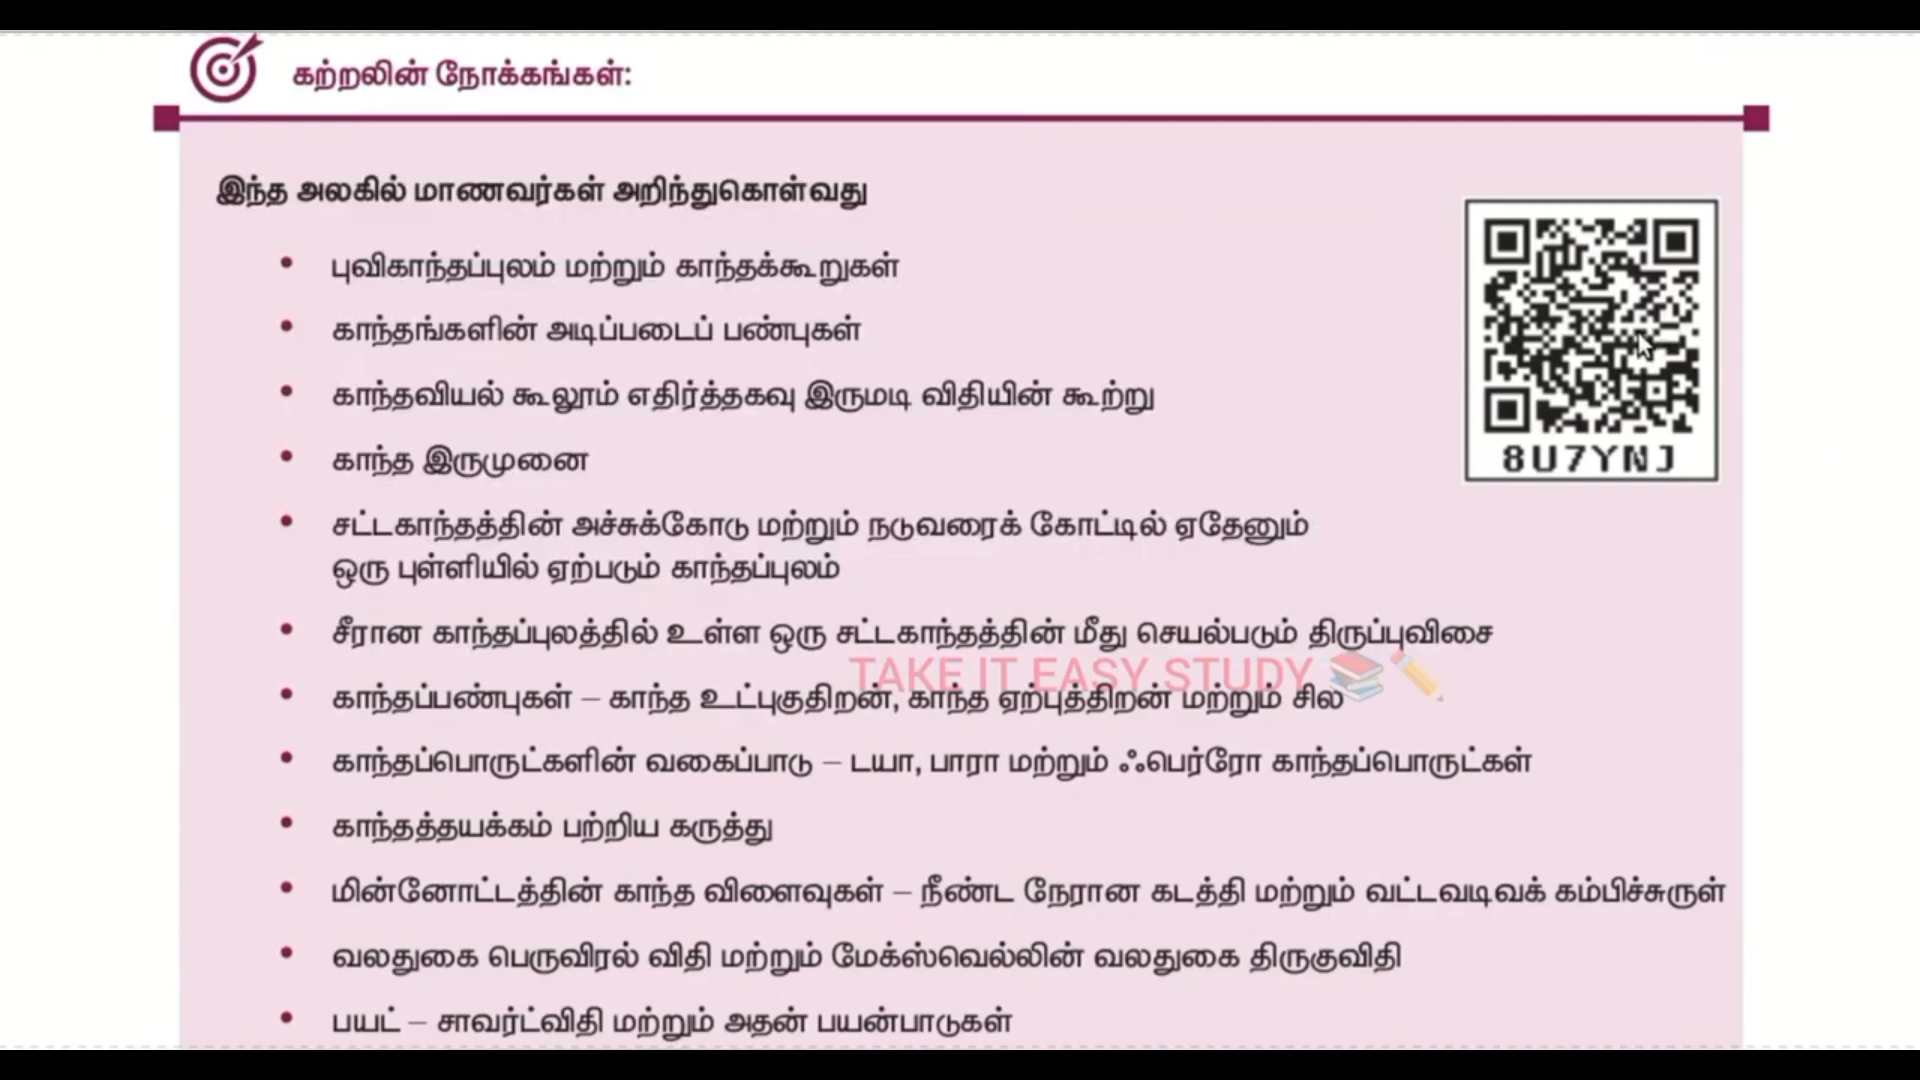 கற்றலின் நோக்கங்கள்:
இந்த அலகில் மாணவர்கள் அறிந்துகொள்வது
• புவிகாந்தப்புலம் மற்றும் காந்தக்கூறுகள்
• காந்தங்களின் அடிப்படைப் பண்புகள்
• காந்தவியல் கூலூம் எதிர்த்தகவு இருமடி விதியின் கூற்று
• காந்த இருமுனை
• சட்டகாந்தத்தின் அச்சுக்கோடு மற்றும் நடுவரைக் கோட்டில் ஏதேனும்
ஒரு புள்ளியில் ஏற்படும் காந்தப்புலம்
• சீரான காந்தப்புலத்தில் உள்ள ஒரு சட்டகாந்தத்தின் மீது செயல்படும் திருப்புவிசை
TAKE IT EASY STUDY
• காந்தப்பண்புகள் – காந்த உட்புகுதிறன், காந்த ஏற்புத்திறன் மற்றும் சில
• காந்தப்பொருட்களின் வகைப்பாடு – டயா, பாரா மற்றும் ஃபெர்ரோ காந்தப்பொருட்கள்
• காந்தத்தயக்கம் பற்றிய கருத்து
• மின்னோட்டத்தின் காந்த விளைவுகள் – நீண்ட நேரான கடத்தி மற்றும் வட்டவடிவக் கம்பிச்சுருள்
• வலதுகை பெருவிரல் விதி மற்றும் மேக்ஸ்வெல்லின் வலதுகை திருகுவிதி
• பயட் – சாவர்ட்விதி மற்றும் அதன் பயன்பாடுகள்
8U7YNJ